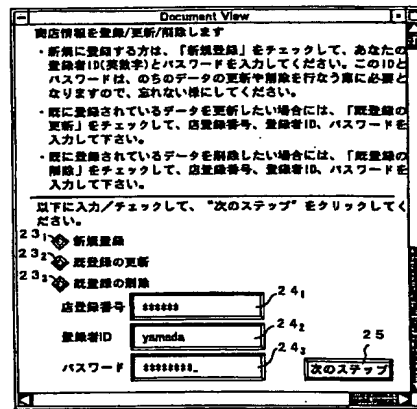 Document View
商店情報を登録/更新/削除します
・新規に登録する方は、「新規登録」をチェックして、あなたの
登録者ID(英数字)とパスワードを入力してください。このIDと
パスワードは、のちのデータの更新や削除を行なう際に必要と
なりますので、忘れない様にしてください。
・既に登録されているデータを更新したい場合には、「既登録の
更新」をチェックして、店登録番号、登録者ID、パスワードを
入力して下さい。
・既に登録されているデータを削除したい場合には、「既登録の
削除」をチェックして、店登録番号、登録者ID、パスワードを
入力して下さい。
以下に入力/チェックして、"次のステップ"をクリックしてく
ださい。
23₁ 新規登録
23₂ 既登録の更新
23₃ 既登録の削除
店登録番号 ****** 24₁
登録者ID yamada 24₂
パスワード ********_ 24₃
25
次のステップ